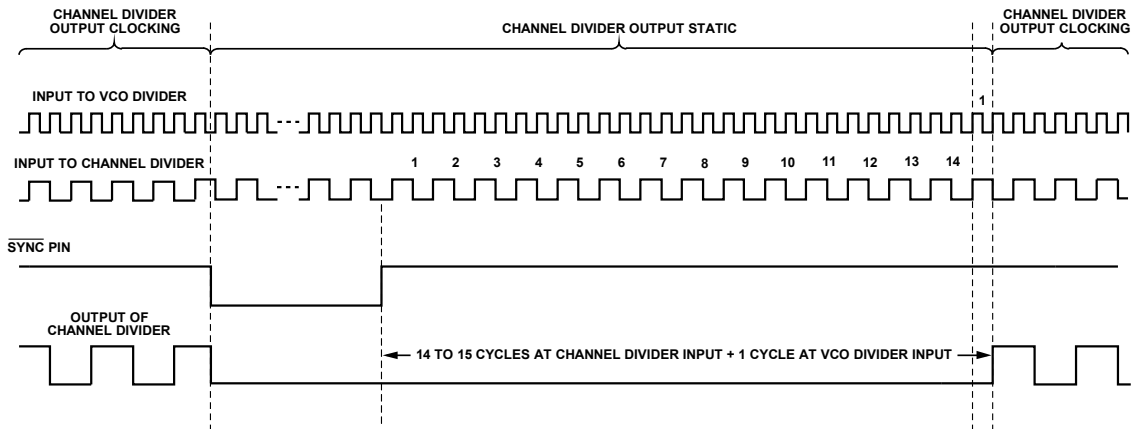 CHANNEL DIVIDER
OUTPUT CLOCKING
CHANNEL DIVIDER OUTPUT STATIC
CHANNEL DIVIDER
OUTPUT CLOCKING
INPUT TO VCO DIVIDER
1
INPUT TO CHANNEL DIVIDER
1 2 3 4 5 6 7 8 9 10 11 12 13 14
SYNC PIN
OUTPUT OF
CHANNEL DIVIDER
14 TO 15 CYCLES AT CHANNEL DIVIDER INPUT + 1 CYCLE AT VCO DIVIDER INPUT